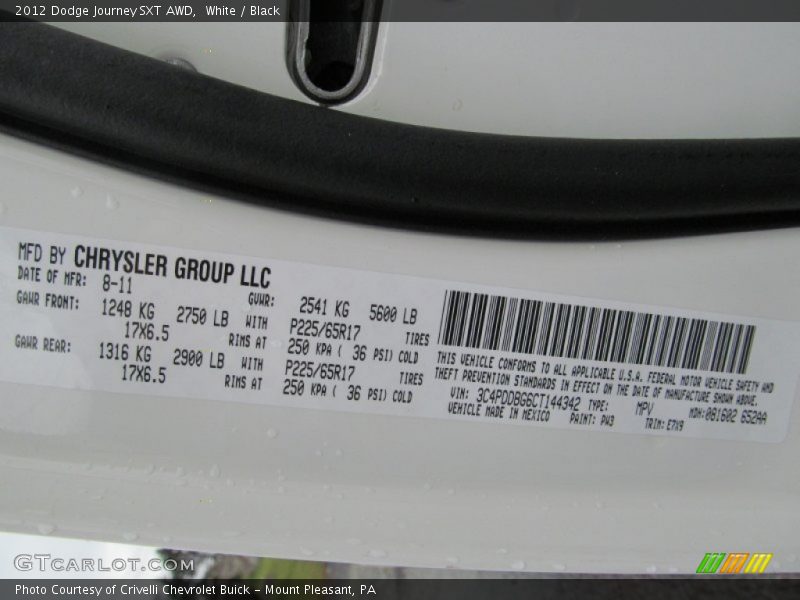 2012 Dodge Journey SXT AWD,  White / Black
MFD BY CHRYSLER GROUP LLC
DATE OF MFR: 8-11 GVWR: 2541 KG 5600 LB
GAWR FRONT: 1248 KG 2750 LB WITH P225/65R17 TIRES
17X6.5 RIMS AT 250 KPA ( 36 PSI) COLD
GAWR REAR: 1316 KG 2900 LB WITH P225/65R17 TIRES
17X6.5 RIMS AT 250 KPA ( 36 PSI) COLD
THIS VEHICLE CONFORMS TO ALL APPLICABLE U.S.A. FEDERAL MOTOR VEHICLE SAFETY AND
THEFT PREVENTION STANDARDS IN EFFECT ON THE DATE OF MANUFACTURE SHOWN ABOVE.
VIN: 3C4PDDBG6CT144342 TYPE: MPV MDH: 081602 652AA
VEHICLE MADE IN MEXICO PAINT: PW3 TRIM: E7X9
GTCARLOT.COM
Photo Courtesy of Crivelli Chevrolet Buick – Mount Pleasant, PA